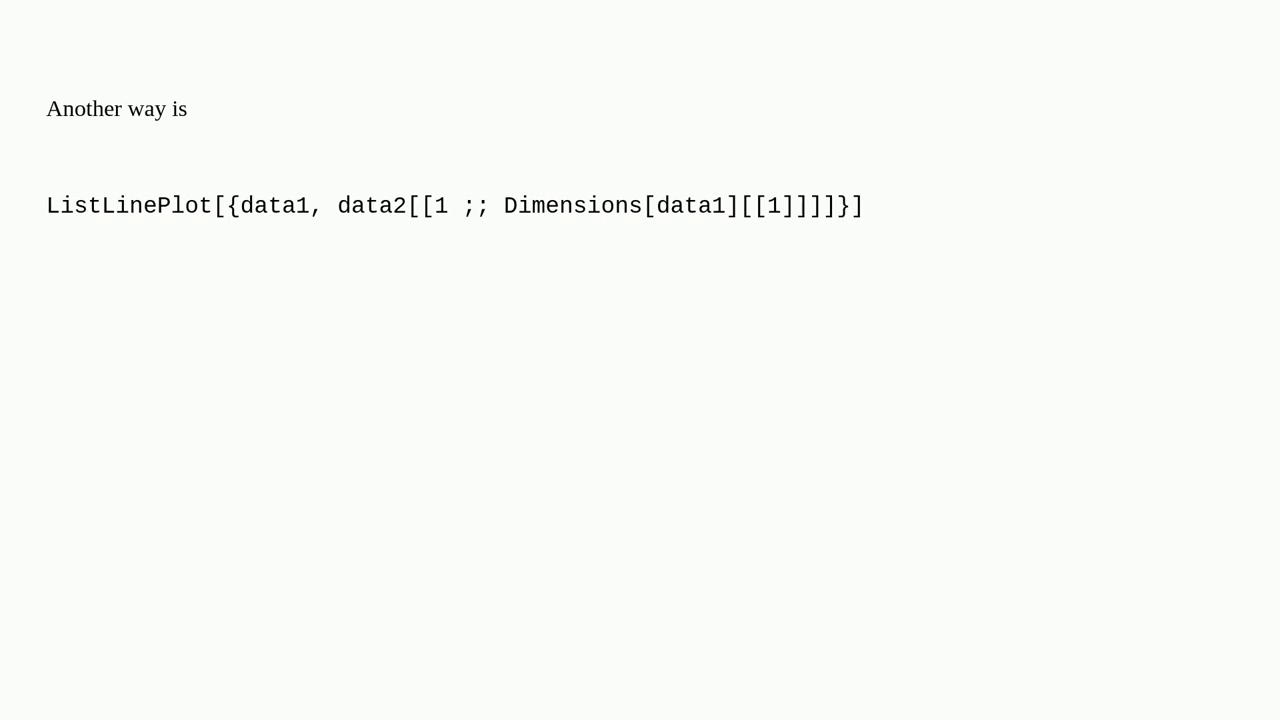 Another way is
ListLinePlot[{data1, data2[[1 ;; Dimensions[data1][[1]]]]}]